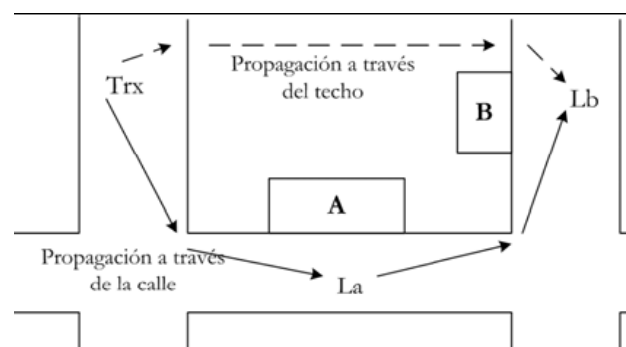 Trx
Propagación a través
del techo
B
Lb
A
Propagación a través
de la calle
La